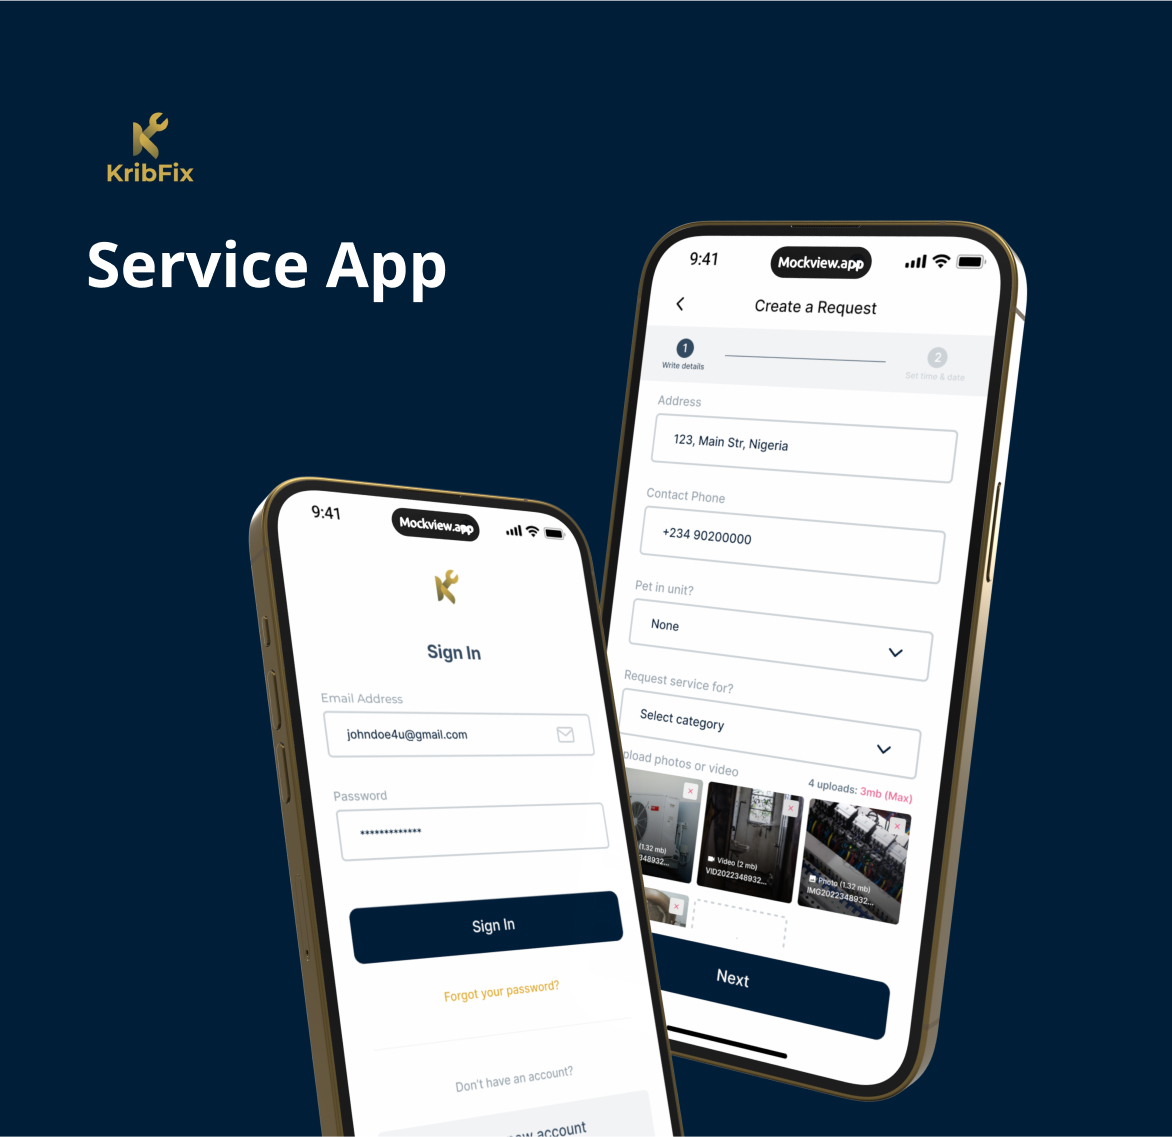 KribFix
Service App
9:41
Mockview.app
Create a Request
1
2
Write details
Set time & date
Address
123, Main Str, Nigeria
Contact Phone
+234 90200000
Pet in unit?
None
Request service for?
Select category
photos or video
4 uploads: 3mb (Max)
(1.32 mb)
348932...
Video (2 mb)
VID2022348932...
Photo (1.32 mb)
IMG2022348932...
Next
9:41
Mockview.app
Sign In
Email Address
johndoe4u@gmail.com
Password
*************
Sign In
Forgot your password?
Don't have an account?
account